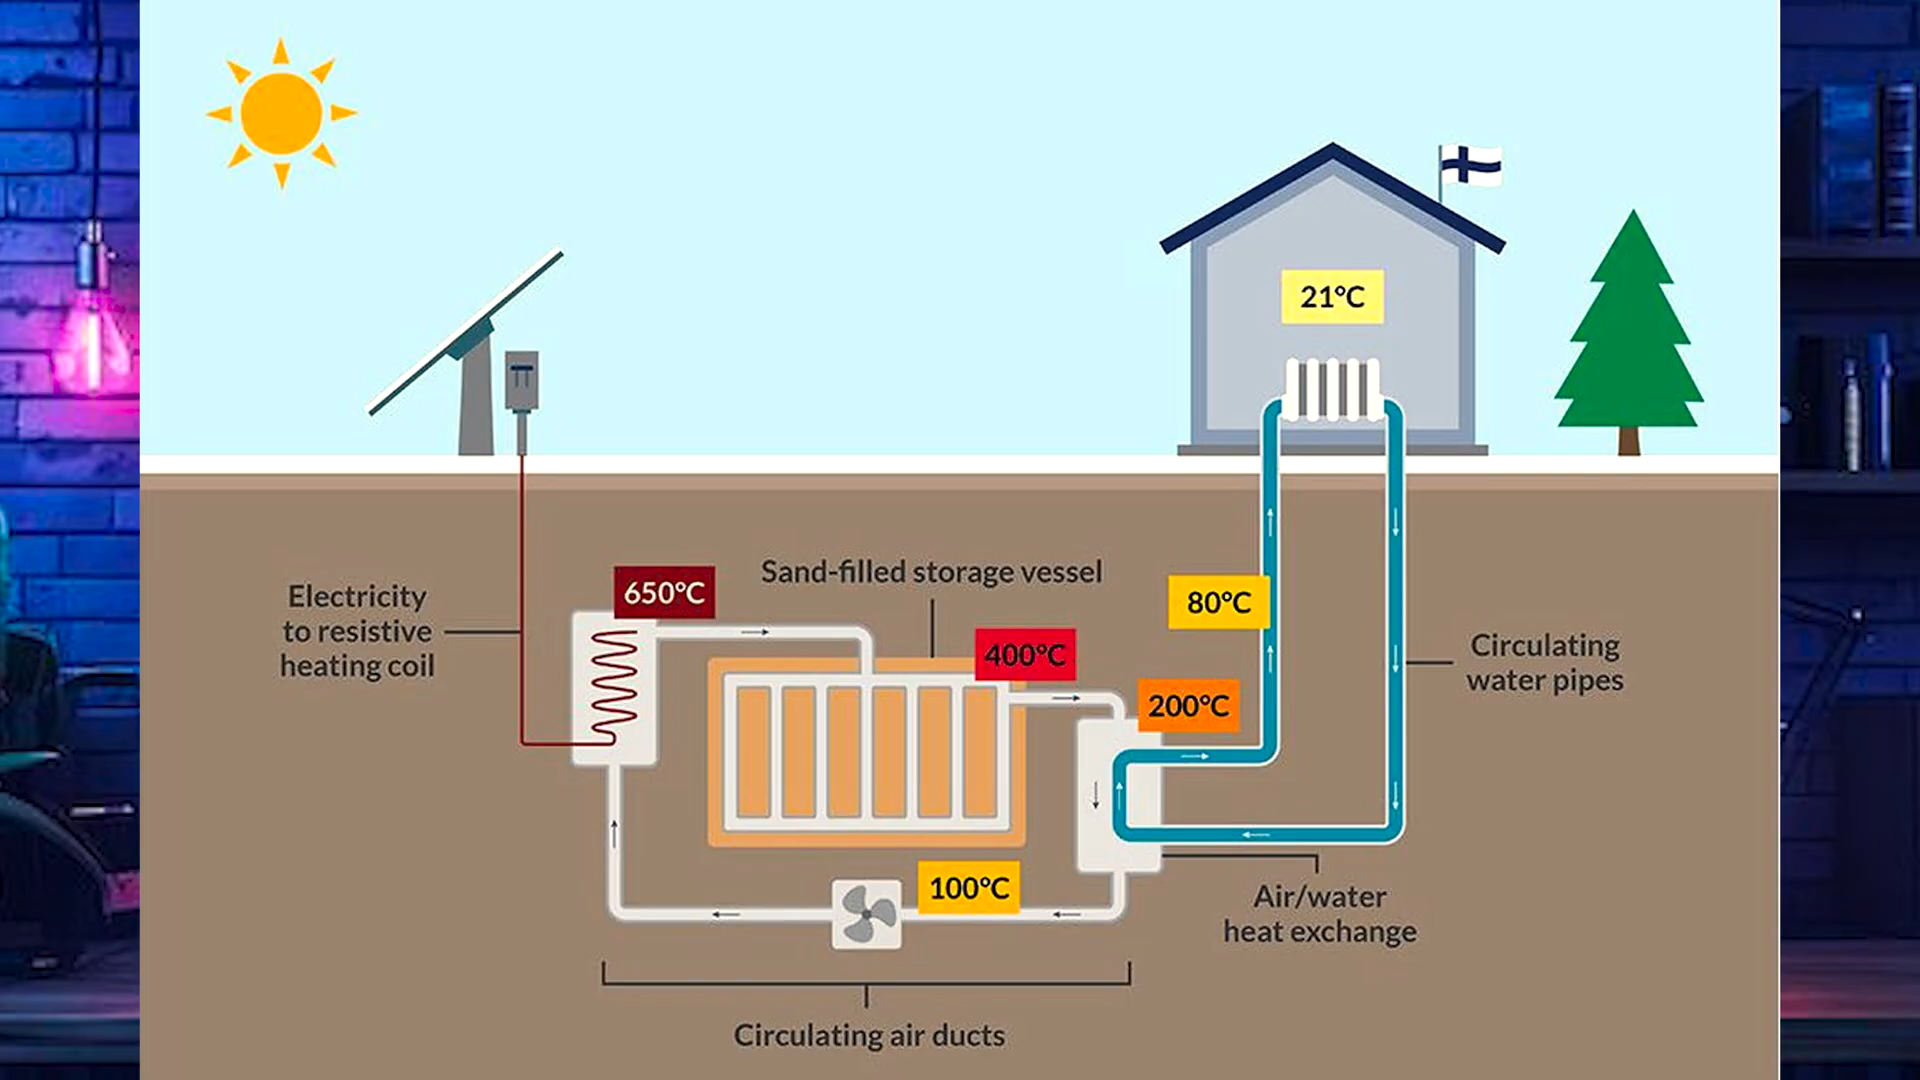 21°C
Electricity
to resistive
heating coil
650°C
Sand-filled storage vessel
400°C
80°C
200°C
Circulating
water pipes
100°C
Air/water
heat exchange
Circulating air ducts